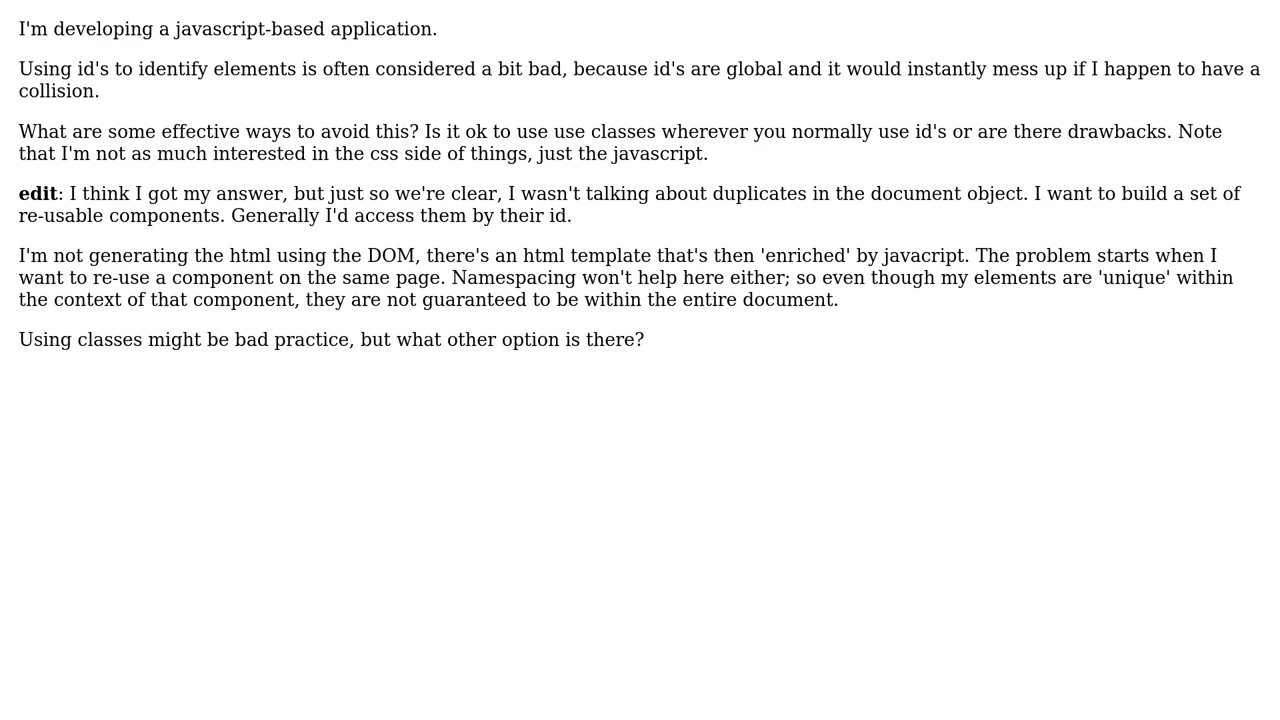 I'm developing a javascript-based application.
Using id's to identify elements is often considered a bit bad, because id's are global and it would instantly mess up if I happen to have a
collision.
What are some effective ways to avoid this? Is it ok to use use classes wherever you normally use id's or are there drawbacks. Note
that I'm not as much interested in the css side of things, just the javascript.
edit: I think I got my answer, but just so we're clear, I wasn't talking about duplicates in the document object. I want to build a set of
re-usable components. Generally I'd access them by their id.
I'm not generating the html using the DOM, there's an html template that's then 'enriched' by javacript. The problem starts when I
want to re-use a component on the same page. Namespacing won't help here either; so even though my elements are 'unique' within
the context of that component, they are not guaranteed to be within the entire document.
Using classes might be bad practice, but what other option is there?